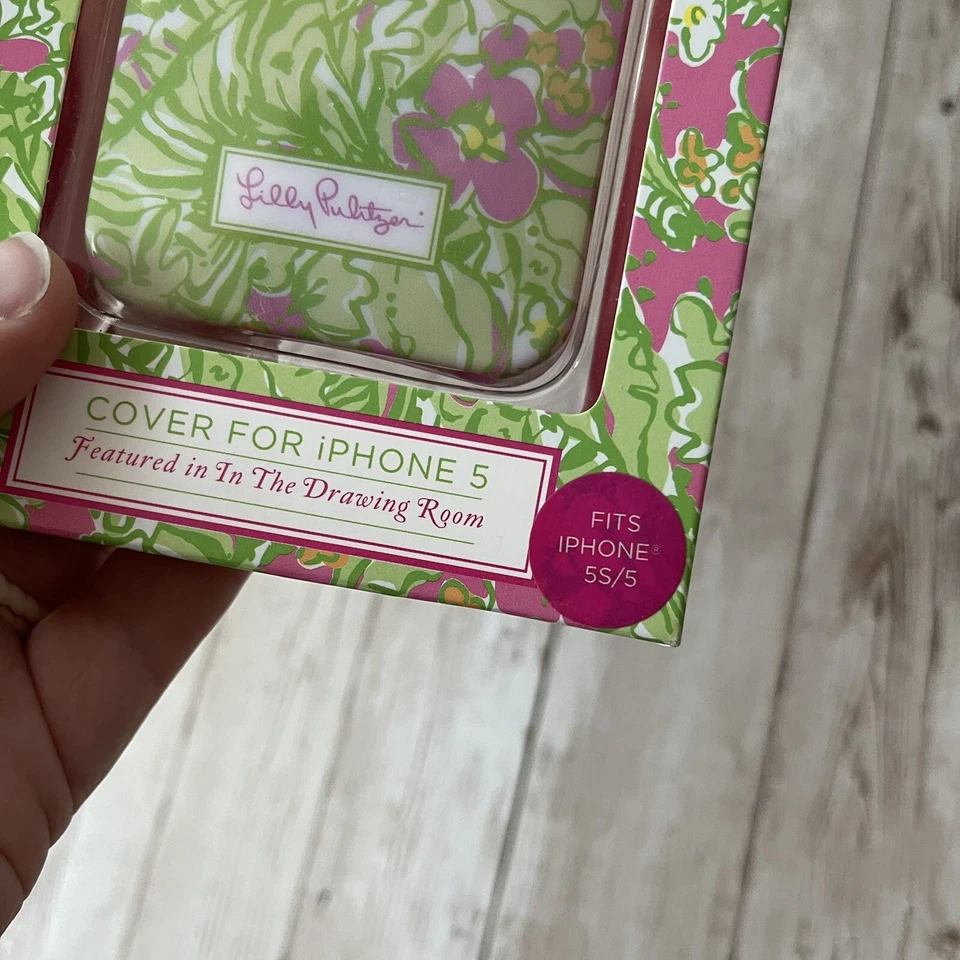 Lilly Pulitzer
COVER FOR iPHONE 5
Featured in In The Drawing Room
FITS
IPHONE®
5S/5